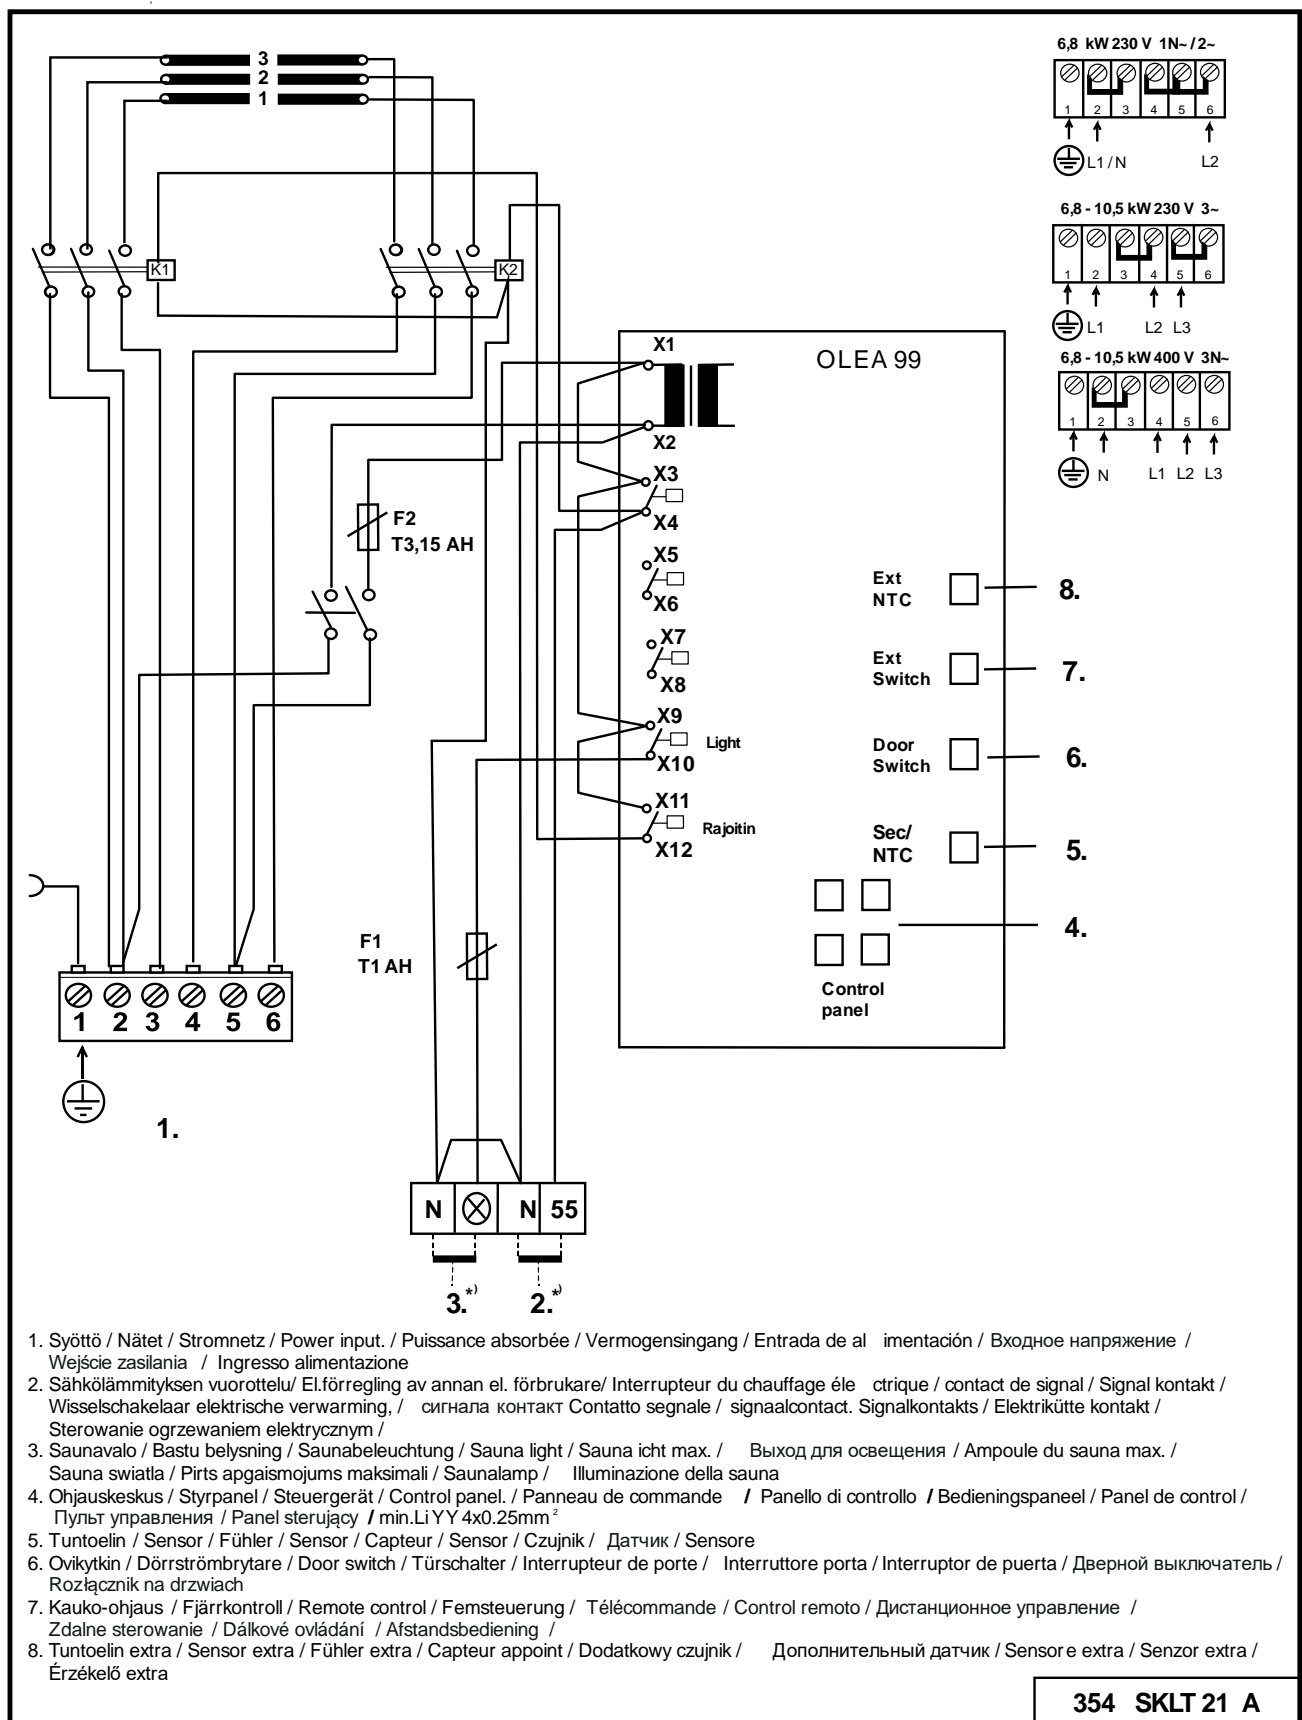 3
2
1
6,8 kW 230 V 1N~ / 2~
1 2 3 4 5 6
L1 / N L2
6,8 - 10,5 kW 230 V 3~
1 2 3 4 5 6
L1 L2 L3
6,8 - 10,5 kW 400 V 3N~
1 2 3 4 5 6
N L1 L2 L3
K1
K2
OLEA 99
X1
X2
X3
X4
X5
X6
X7
X8
X9
Light
X10
X11
Rajoitin
X12
F2
T3,15 AH
Ext
NTC
8.
Ext
Switch
7.
Door
Switch
6.
Sec/
NTC
5.
4.
Control
panel
F1
T1 AH
1 2 3 4 5 6
1.
N N 55
3.*) 2.*)
1. Syöttö / Nätet / Stromnetz / Power input. / Puissance absorbée / Vermogensingang / Entrada de al imentación / Входное напряжение /
Wejście zasilania / Ingresso alimentazione
2. Sähkölämmityksen vuorottelu/ El.förregling av annan el. förbrukare/ Interrupteur du chauffage éle ctrique / contact de signal / Signal kontakt /
Wisselschakelaar elektrische verwarming, / сигнала контакт Contatto segnale / signaalcontact. Signalkontakts / Elektrikütte kontakt /
Sterowanie ogrzewaniem elektrycznym /
3. Saunavalo / Bastu belysning / Saunabeleuchtung / Sauna light / Sauna icht max. / Выход для освещения / Ampoule du sauna max. /
Sauna swiatla / Pirts apgaismojums maksimali / Saunalamp / Illuminazione della sauna
4. Ohjauskeskus / Styrpanel / Steuergerät / Control panel. / Panneau de commande / Panello di controllo / Bedieningspaneel / Panel de control /
Пульт управления / Panel sterujący / min.Li YY 4x0.25mm²
5. Tuntoelin / Sensor / Fühler / Sensor / Capteur / Sensor / Czujnik / Датчик / Sensore
6. Ovikytkin / Dörrströmbrytare / Door switch / Türschalter / Interrupteur de porte / Interruttore porta / Interruptor de puerta / Дверной выключатель /
Rozłącznik na drzwiach
7. Kauko-ohjaus / Fjärrkontroll / Remote control / Femsteuerung / Télécommande / Control remoto / Дистанционное управление /
Zdalne sterowanie / Dálkové ovládání / Afstandsbediening /
8. Tuntoelin extra / Sensor extra / Fühler extra / Capteur appoint / Dodatkowy czujnik / Дополнительный датчик / Sensore extra / Senzor extra /
Érzékelő extra
354 SKLT 21 A